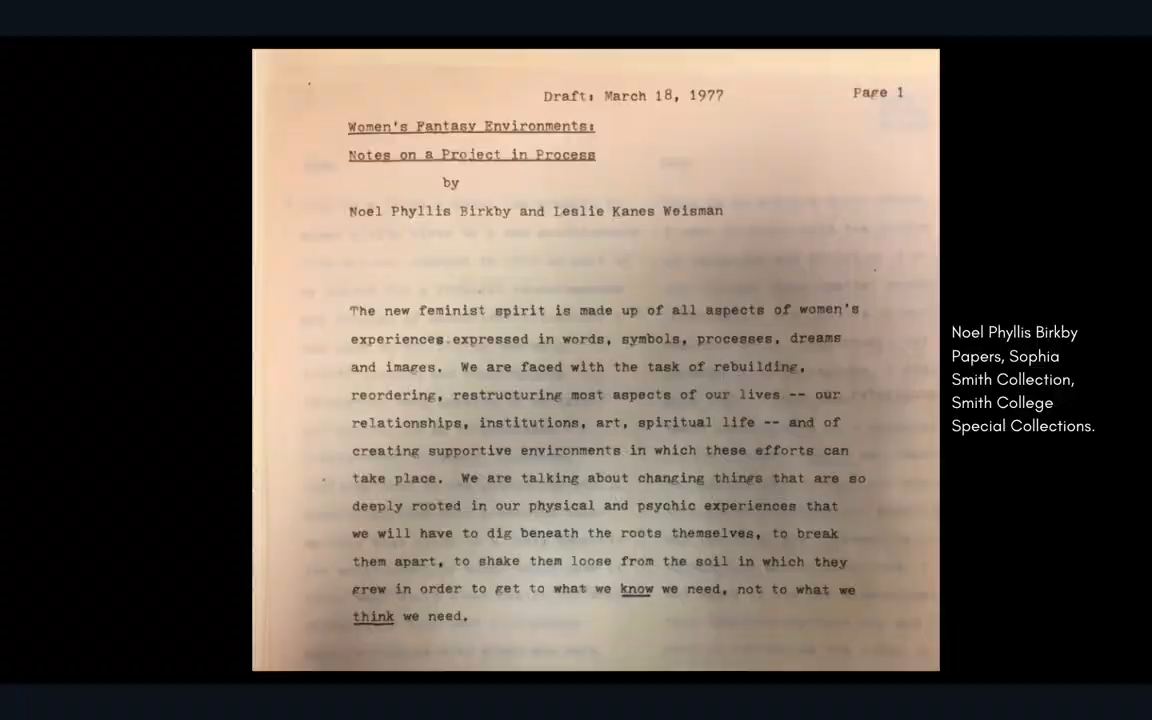 Draft: March 18, 1977
Page 1
Women's Fantasy Environments:
Notes on a Project in Process
by
Noel Phyllis Birkby and Leslie Kanes Weisman
The new feminist spirit is made up of all aspects of women's
experiences expressed in words, symbols, processes, dreams
and images. We are faced with the task of rebuilding,
reordering, restructuring most aspects of our lives -- our
relationships, institutions, art, spiritual life -- and of
creating supportive environments in which these efforts can
take place. We are talking about changing things that are so
deeply rooted in our physical and psychic experiences that
we will have to dig beneath the roots themselves, to break
them apart, to shake them loose from the soil in which they
grew in order to get to what we know we need, not to what we
think we need.
Noel Phyllis Birkby
Papers, Sophia
Smith Collection,
Smith College
Special Collections.